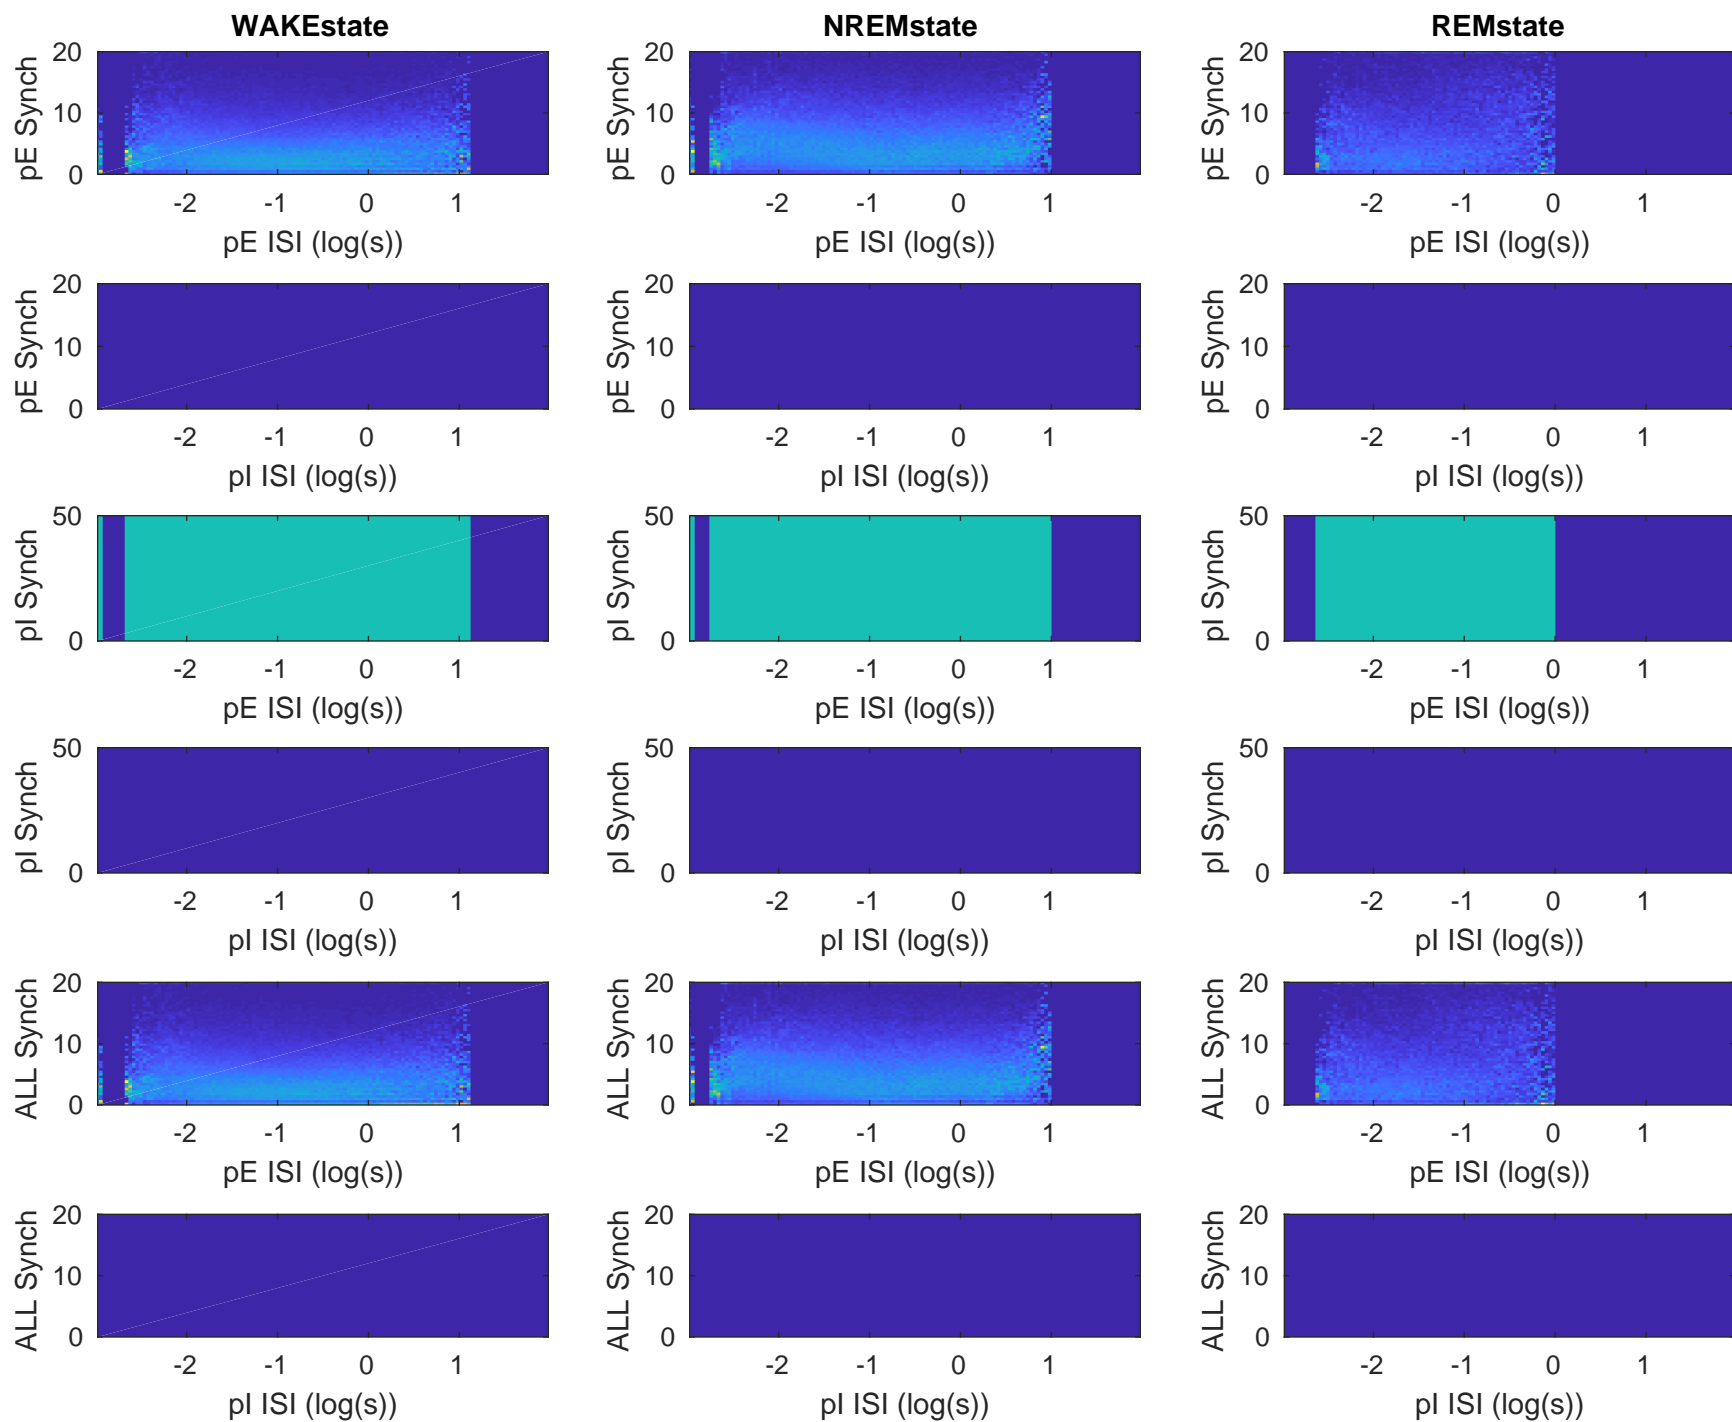 WAKEstate NREMstate REMstate
20 20 20
pE Synch pE Synch pE Synch
10 10 10
0 0 0
-2 -1 0 1 -2 -1 0 1 -2 -1 0 1
pE ISI (log(s)) pE ISI (log(s)) pE ISI (log(s))
20 20 20
pE Synch pE Synch pE Synch
10 10 10
0 0 0
-2 -1 0 1 -2 -1 0 1 -2 -1 0 1
pI ISI (log(s)) pI ISI (log(s)) pI ISI (log(s))
50 50 50
pI Synch pI Synch pI Synch
0 0 0
-2 -1 0 1 -2 -1 0 1 -2 -1 0 1
pE ISI (log(s)) pE ISI (log(s)) pE ISI (log(s))
50 50 50
pI Synch pI Synch pI Synch
0 0 0
-2 -1 0 1 -2 -1 0 1 -2 -1 0 1
pI ISI (log(s)) pI ISI (log(s)) pI ISI (log(s))
20 20 20
ALL Synch ALL Synch ALL Synch
10 10 10
0 0 0
-2 -1 0 1 -2 -1 0 1 -2 -1 0 1
pE ISI (log(s)) pE ISI (log(s)) pE ISI (log(s))
20 20 20
ALL Synch ALL Synch ALL Synch
10 10 10
0 0 0
-2 -1 0 1 -2 -1 0 1 -2 -1 0 1
pI ISI (log(s)) pI ISI (log(s)) pI ISI (log(s))